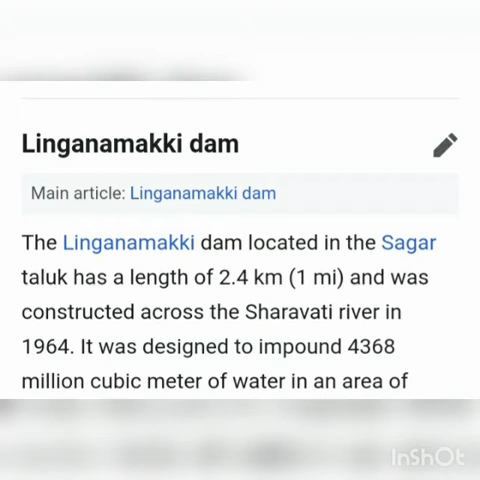 Linganamakki dam
Main article: Linganamakki dam
The Linganamakki dam located in the Sagar
taluk has a length of 2.4 km (1 mi) and was
constructed across the Sharavati river in
1964. It was designed to impound 4368
million cubic meter of water in an area of
InShOt